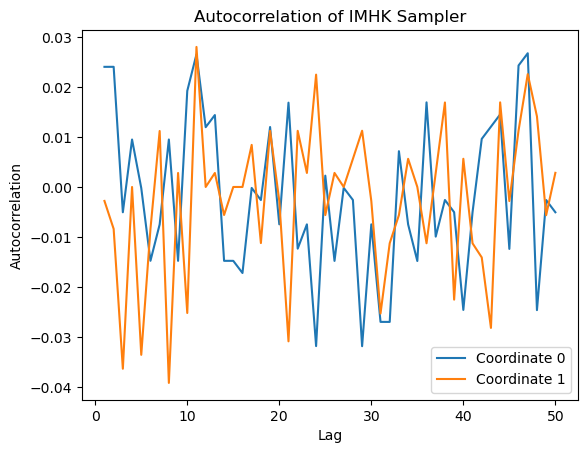 Autocorrelation of IMHK Sampler
0.03
0.02
0.01
0.00
−0.01
−0.02
−0.03
−0.04
Autocorrelation
0
10
20
30
40
50
Lag
Coordinate 0
Coordinate 1